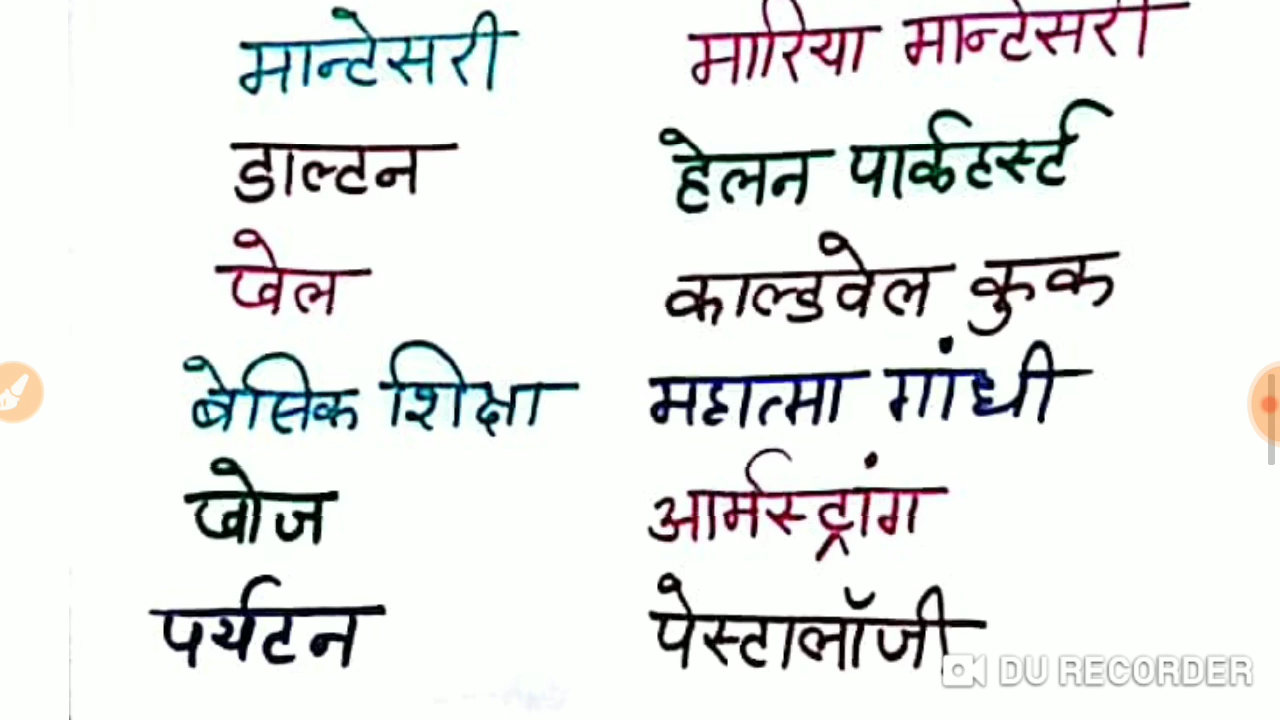 मान्टेसरी मारिया मान्टेसरी
डाल्टन हेलन पार्कहर्स्ट
खेल काल्डवेल कुक
बेसिक शिक्षा महात्मा गांधी
खोज आर्मस्ट्रांग
पर्यटन पेस्टालॉजी
DU RECORDER